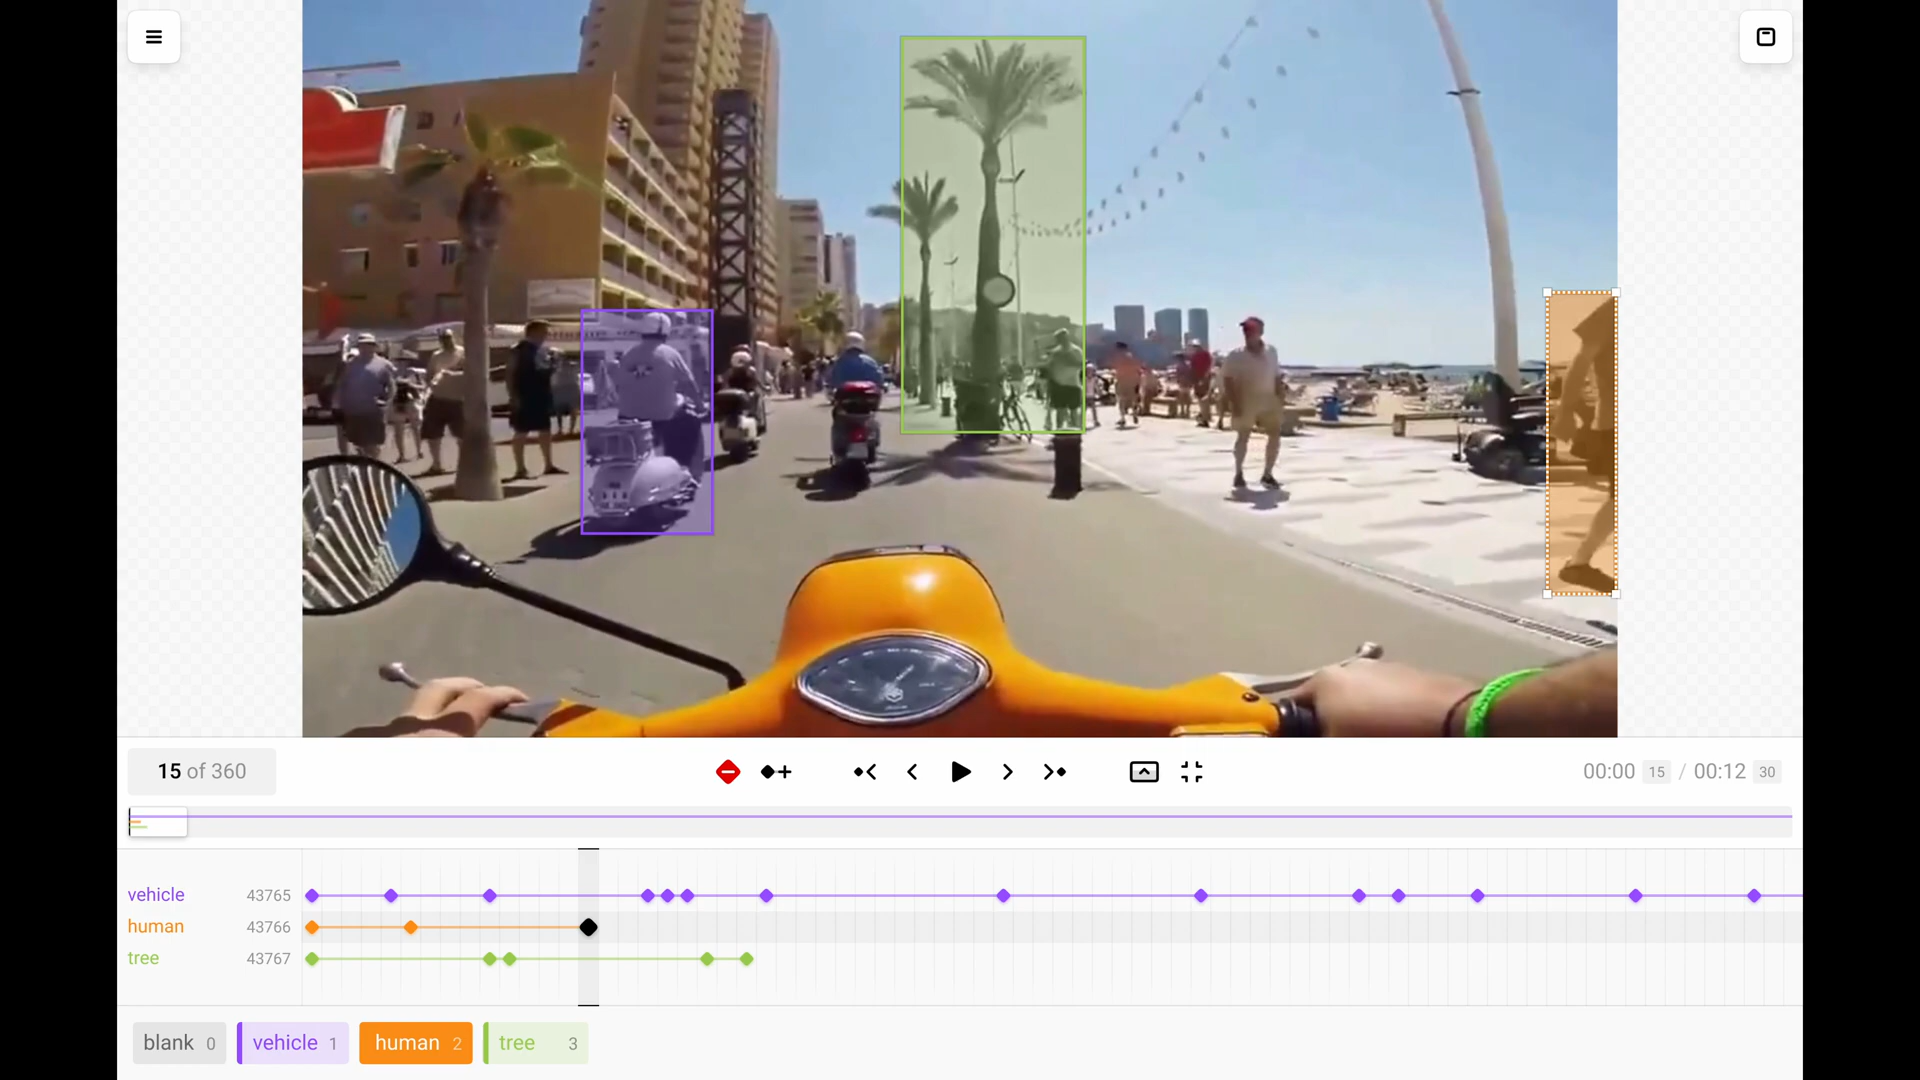 15 of 360
00:00 15 / 00:12 30
vehicle 43765
human 43766
tree 43767
blank 0 vehicle 1 human 2 tree 3